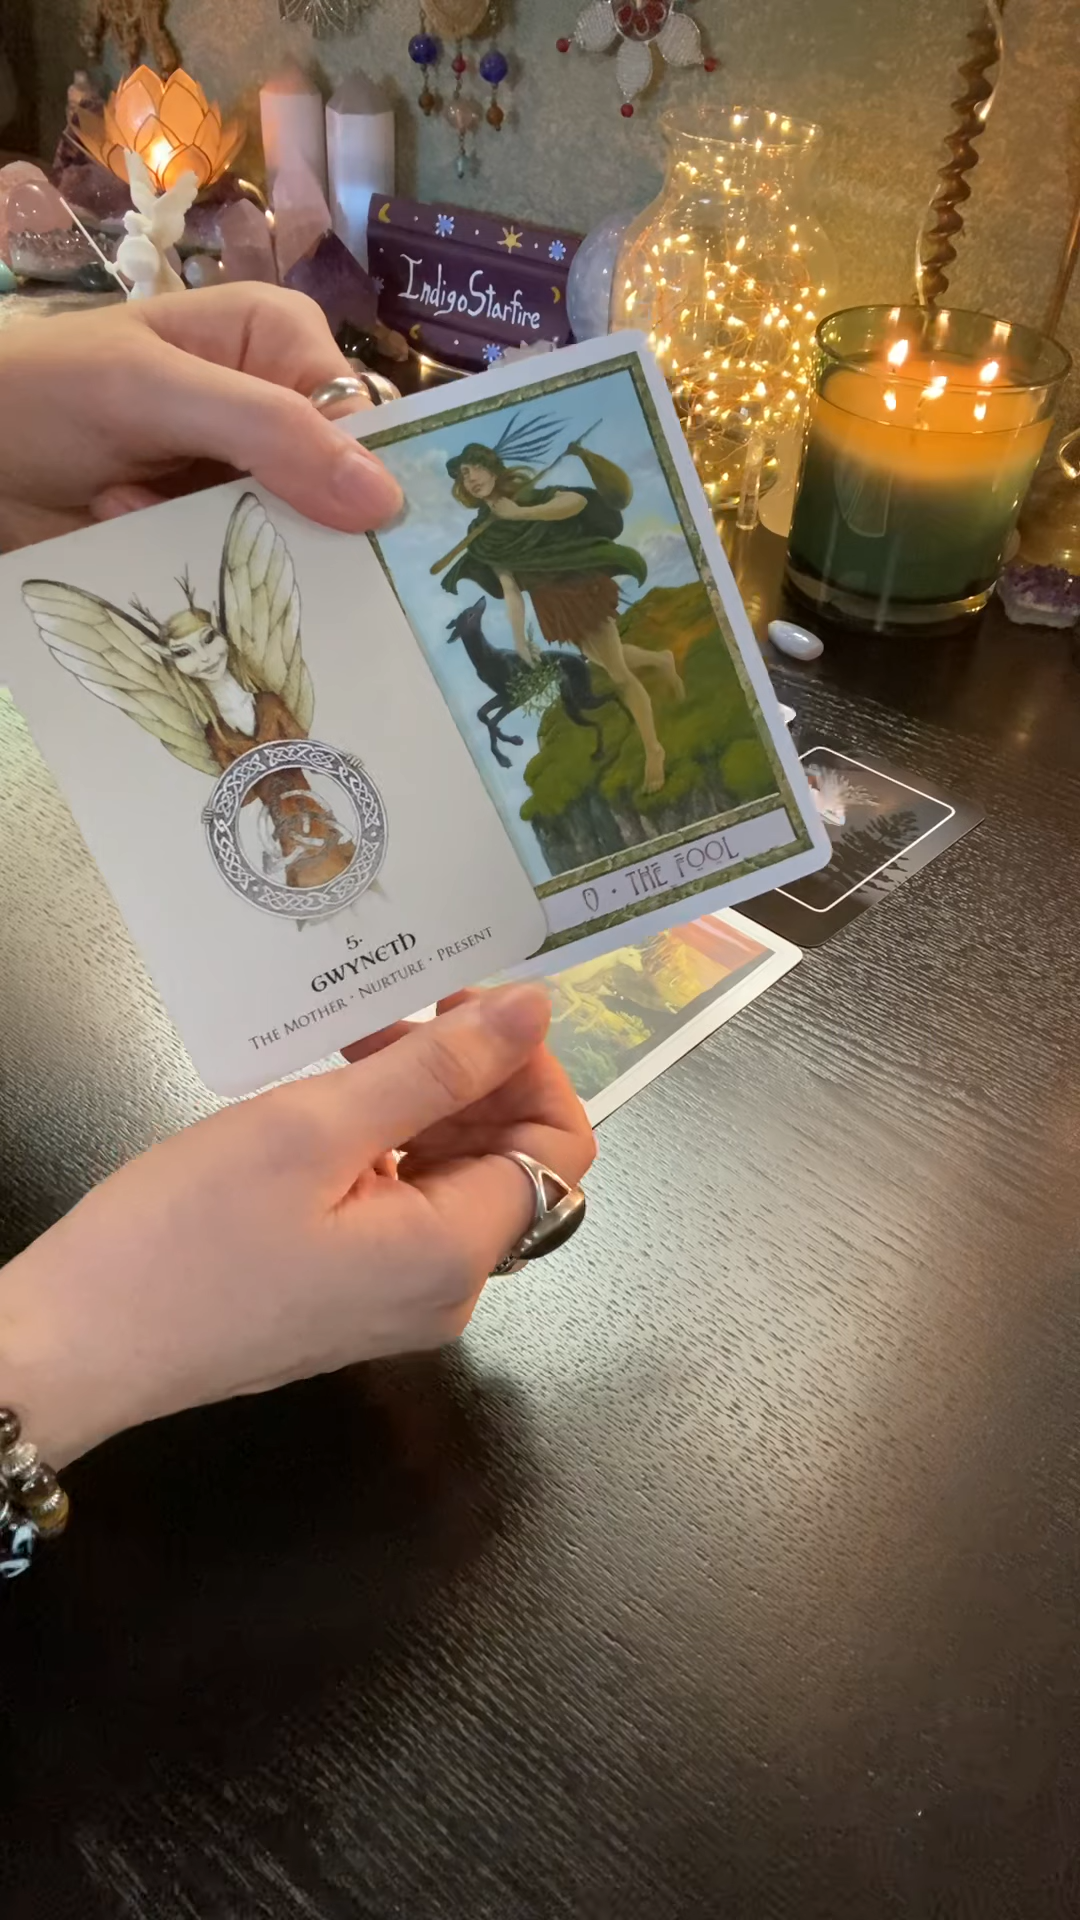 IndigoStarfire
0 · THE FOOL
5.
GWYNETH
THE MOTHER · NURTURE · PRESENT